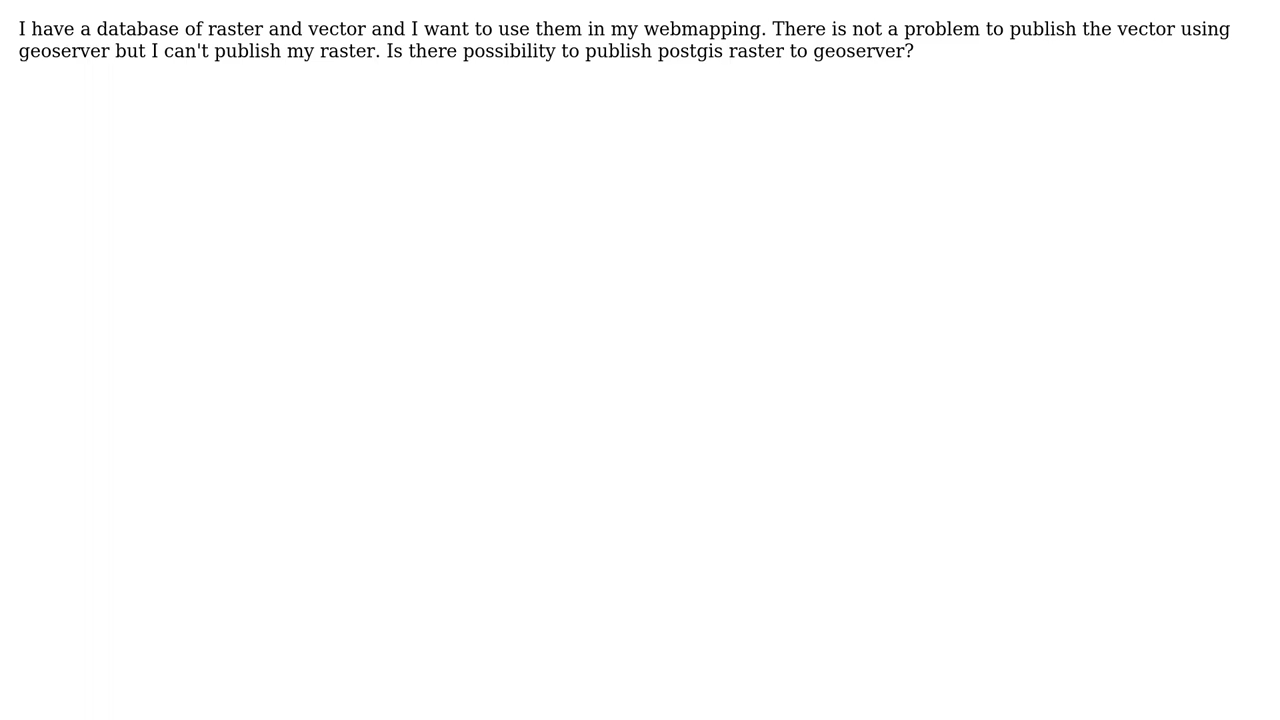 I have a database of raster and vector and I want to use them in my webmapping. There is not a problem to publish the vector using
geoserver but I can't publish my raster. Is there possibility to publish postgis raster to geoserver?